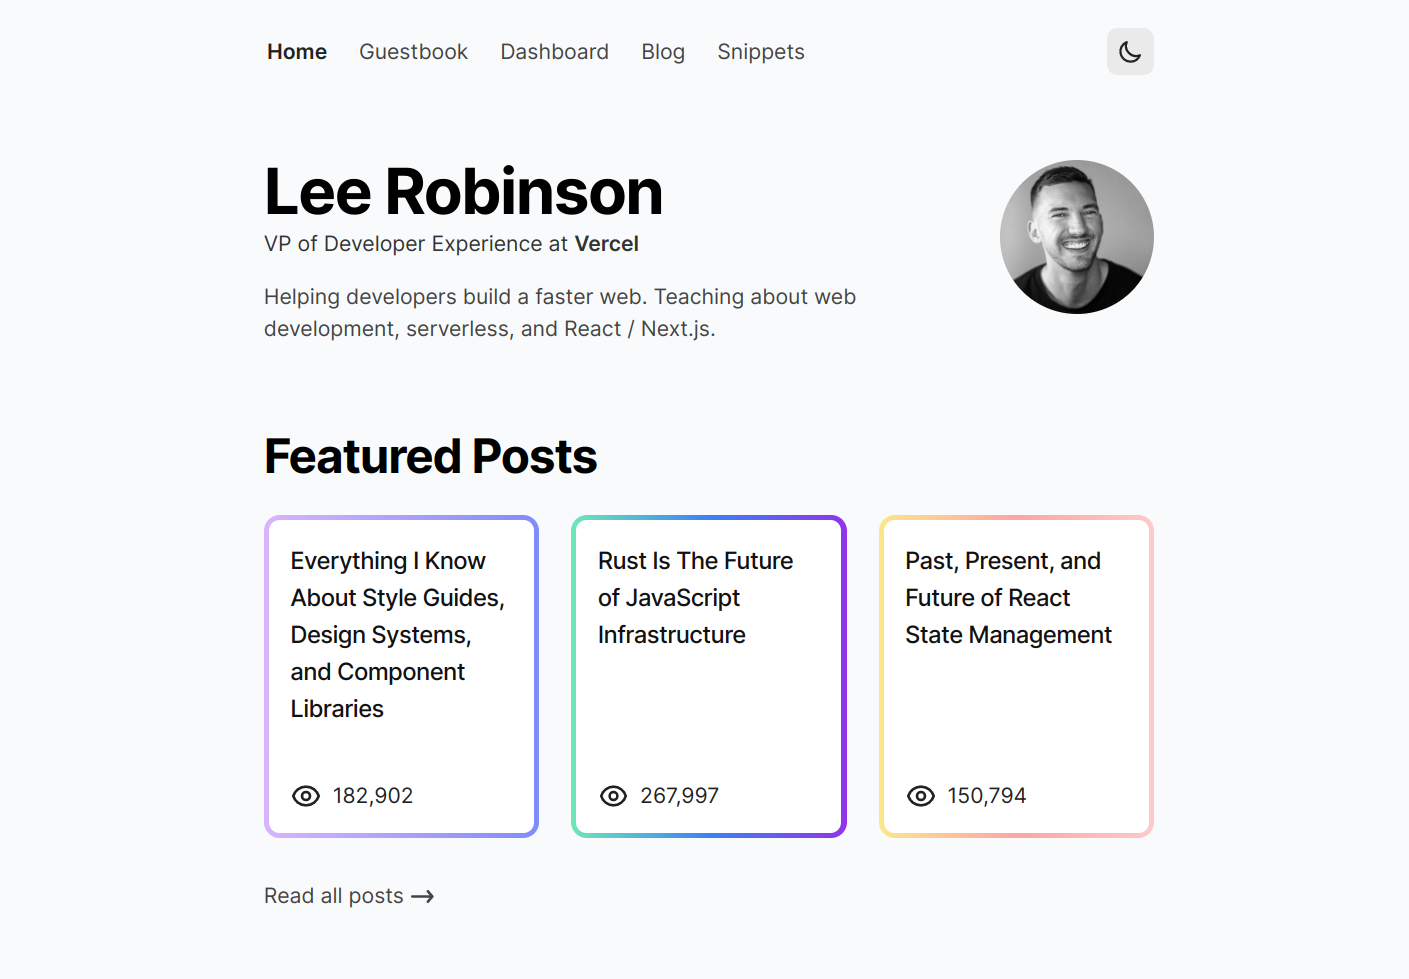 Home Guestbook Dashboard Blog Snippets
Lee Robinson
VP of Developer Experience at Vercel
Helping developers build a faster web. Teaching about web
development, serverless, and React / Next.js.
Featured Posts
Everything I Know
About Style Guides,
Design Systems,
and Component
Libraries
182,902
Rust Is The Future
of JavaScript
Infrastructure
267,997
Past, Present, and
Future of React
State Management
150,794
Read all posts →